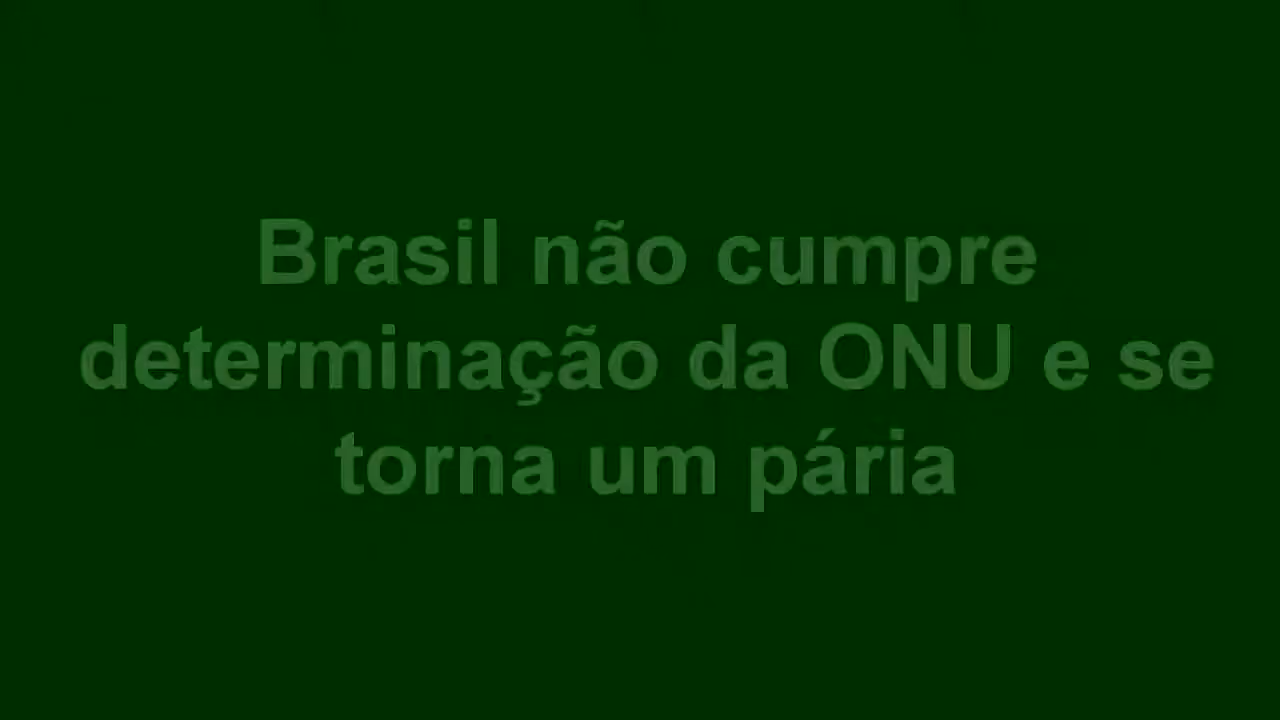 Brasil não cumpre
determinação da ONU e se
torna um pária